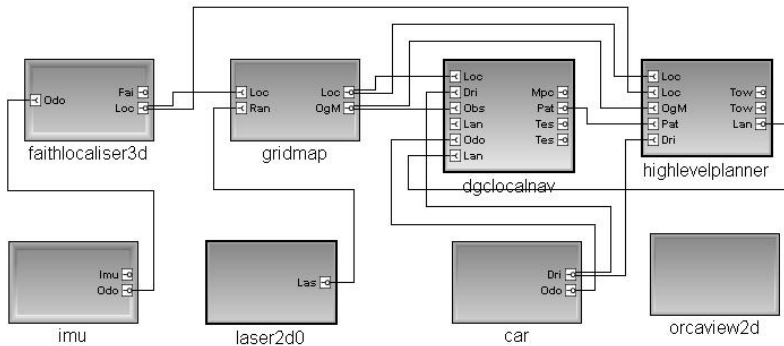 Odo
Fai
Loc
faithlocaliser3d
Loc
Ran
Loc
OgM
gridmap
Loc
Dri
Obs
Lan
Odo
Lan
Mpc
Pat
Tes
Tes
dgclocalnav
Loc
Loc
OgM
Pat
Dri
Tow
Tow
Lan
highlevelplanner
Imu
Odo
imu
Las
laser2d0
Dri
Odo
car
orcaview2d